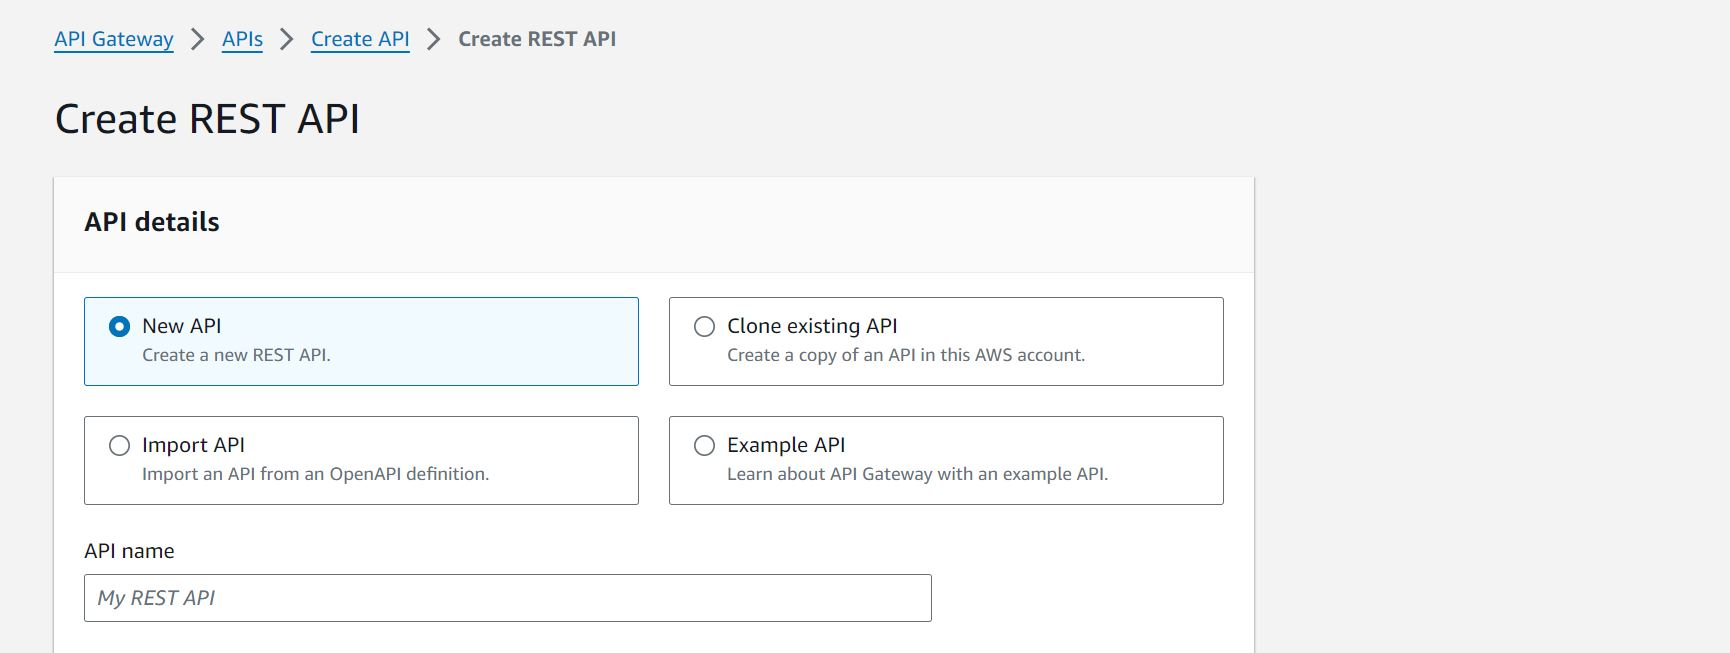 API Gateway > APIs > Create API > Create REST API
Create REST API
API details
New API
Create a new REST API.
Clone existing API
Create a copy of an API in this AWS account.
Import API
Import an API from an OpenAPI definition.
Example API
Learn about API Gateway with an example API.
API name
My REST API